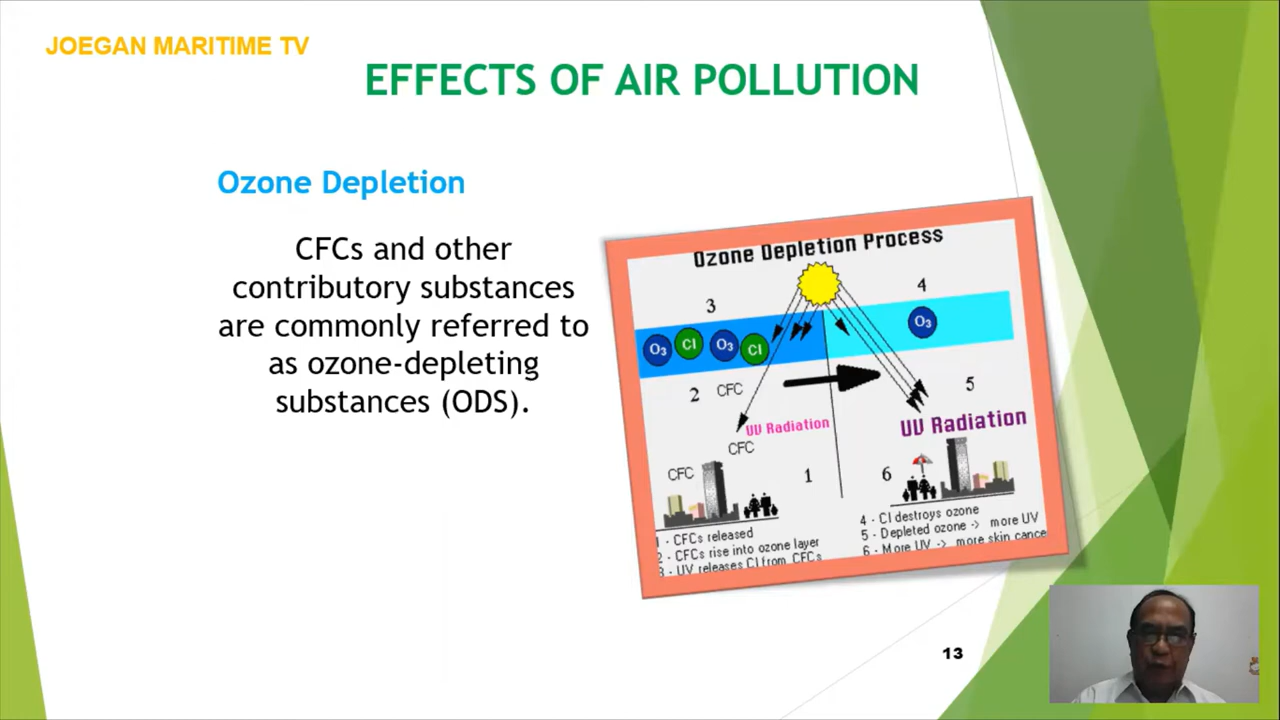 JOEGAN MARITIME TV
EFFECTS OF AIR POLLUTION
Ozone Depletion
CFCs and other
contributory substances
are commonly referred to
as ozone-depleting
substances (ODS).
Ozone Depletion Process
3
4
O3 Cl O3 Cl
O3
2 CFC
5
UV Radiation
UV Radiation
CFC
CFC
1
6
1 - CFCs released
2 - CFCs rise into ozone layer
3 - UV releases Cl from CFCs
4 - Cl destroys ozone
5 - Depleted ozone -> more UV
6 - More UV -> more skin cance
13